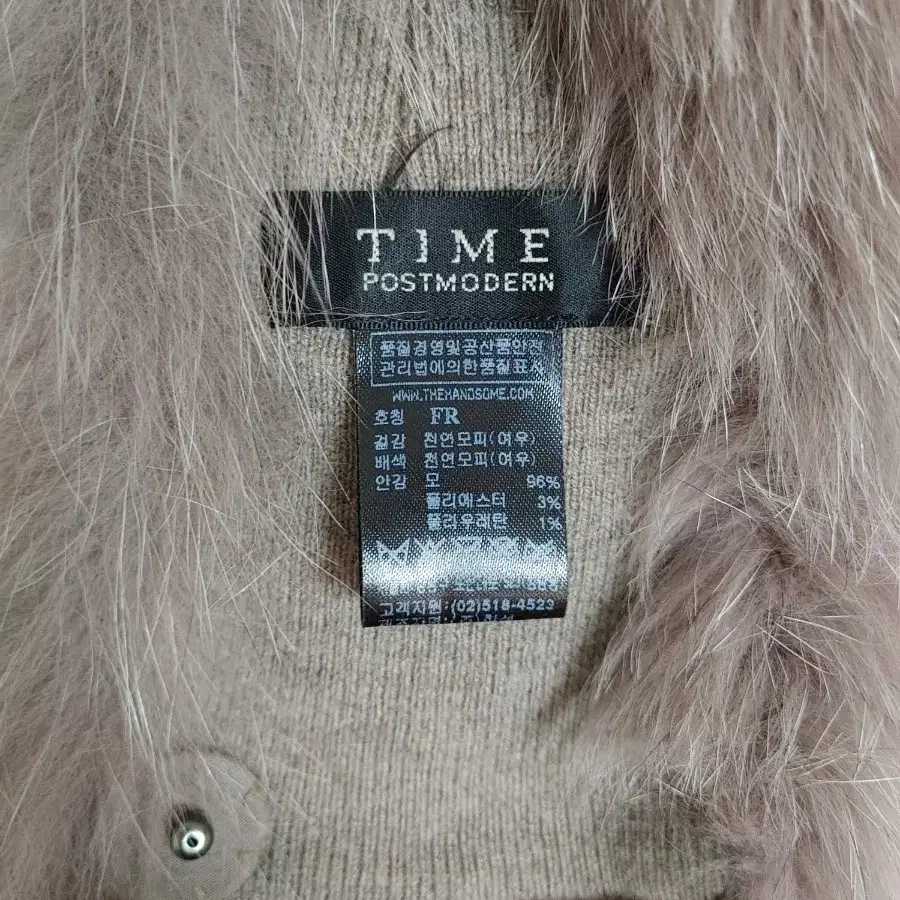 TIME
POSTMODERN
품질경영및공산품안전
관리법에의한품질표시
WWW.THEHANDSOME.COM
호칭 FR
겉감 천연모피(여우)
배색 천연모피(여우)
안감 모 96%
폴리에스터 3%
폴리우레탄 1%
고객지원:(02)518-4523